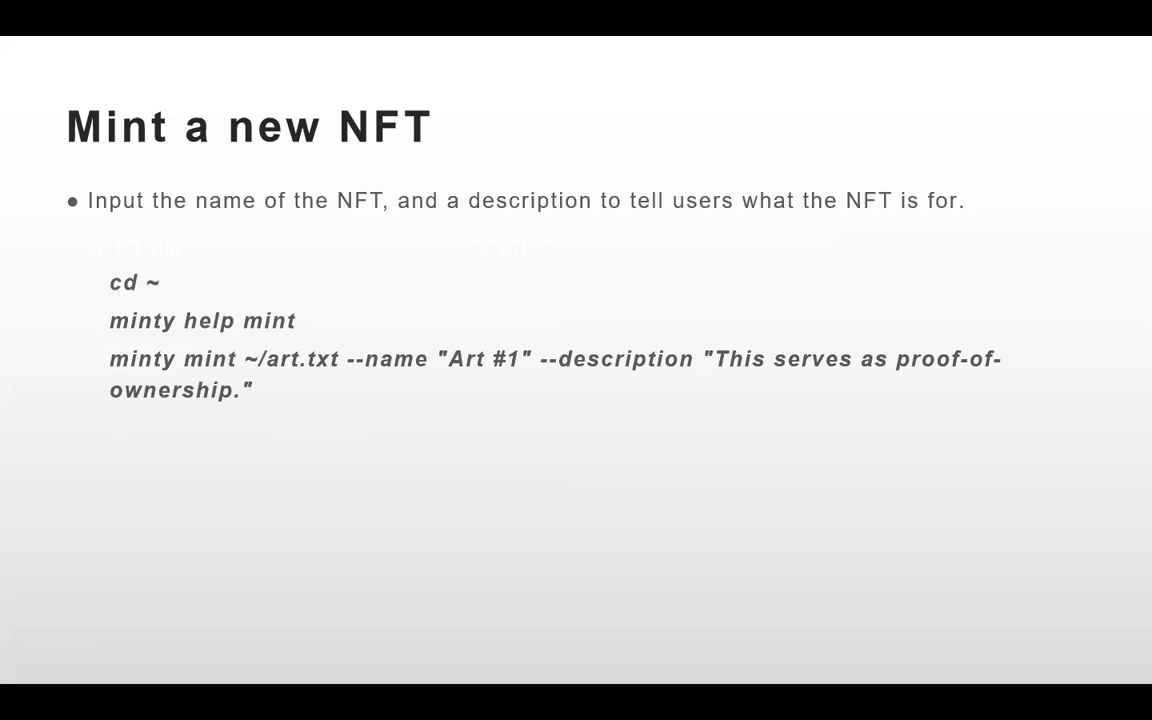 Mint a new NFT
● Input the name of the NFT, and a description to tell users what the NFT is for.
cd ~
minty help mint
minty mint ~/art.txt --name "Art #1" --description "This serves as proof-of-
ownership."